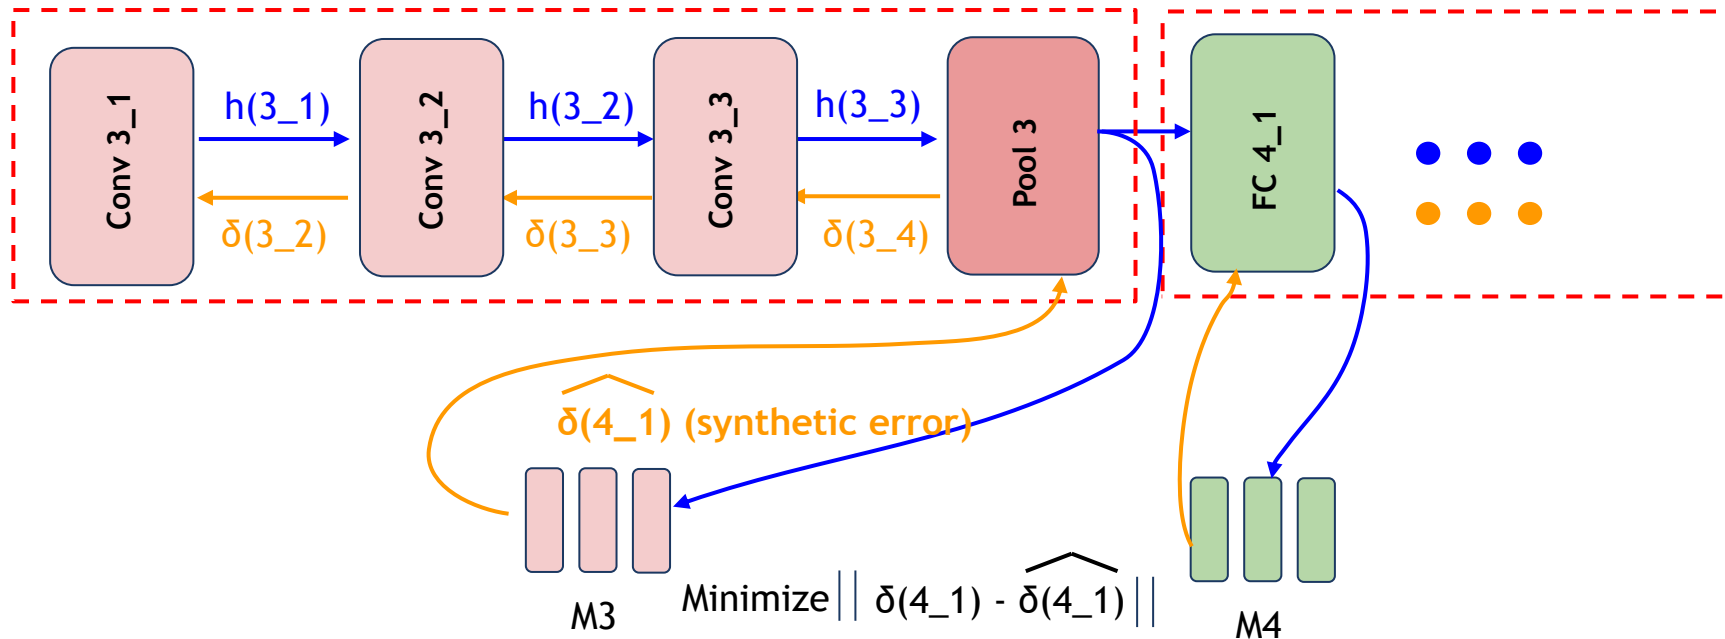 Conv 3_1
h(3_1)
δ(3_2)
Conv 3_2
h(3_2)
δ(3_3)
Conv 3_3
h(3_3)
δ(3_4)
Pool 3
FC 4_1
δ̂(4_1) (synthetic error)
M3
Minimize || δ(4_1) - δ̂(4_1) ||
M4